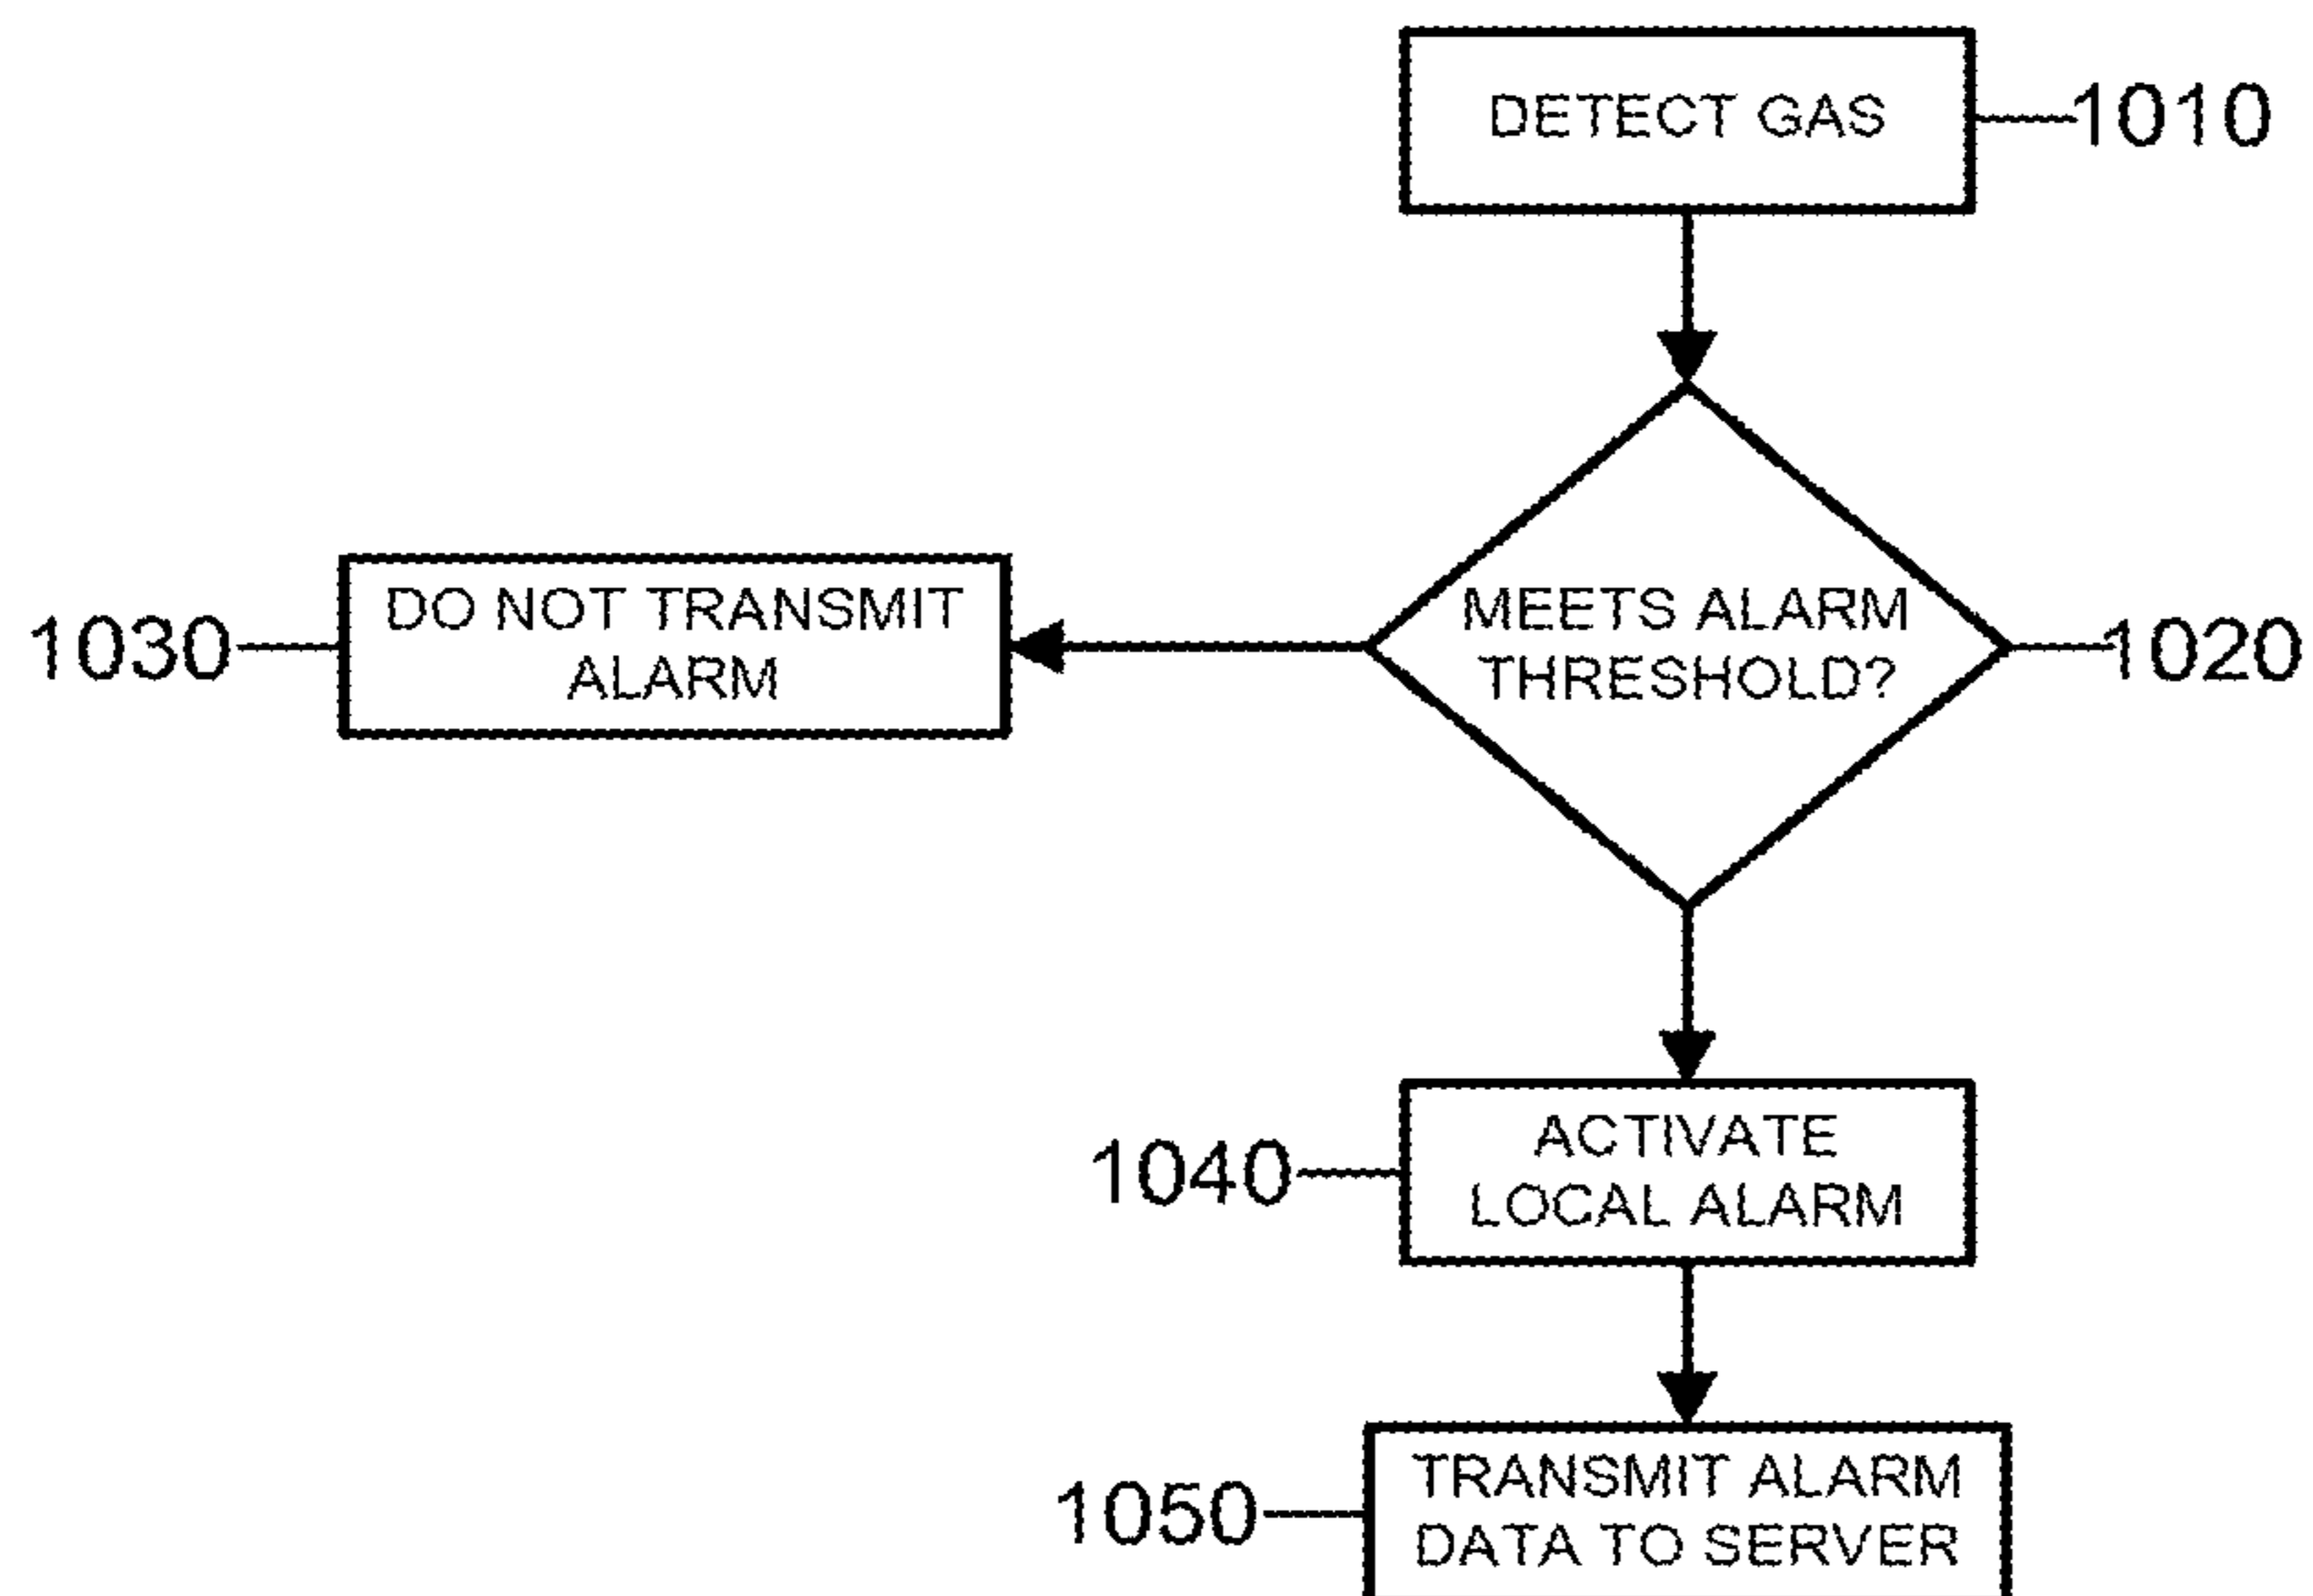 DETECT GAS
1010
MEETS ALARM
THRESHOLD?
1020
DO NOT TRANSMIT
ALARM
1030
1040
ACTIVATE
LOCAL ALARM
1050
TRANSMIT ALARM
DATA TO SERVER